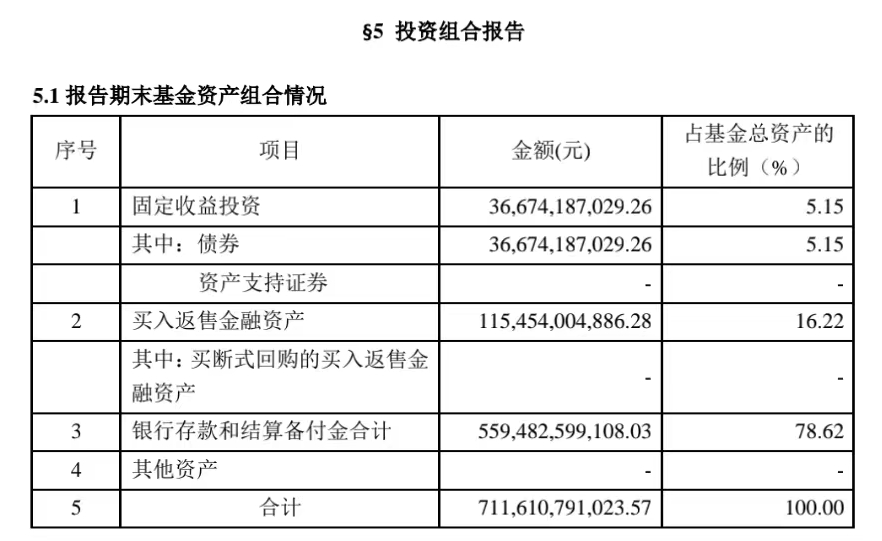 §5 投资组合报告
5.1 报告期末基金资产组合情况
序号 项目 金额(元) 占基金总资产的
比例（%）
1 固定收益投资 36,674,187,029.26 5.15
其中：债券 36,674,187,029.26 5.15
资产支持证券 - -
2 买入返售金融资产 115,454,004,886.28 16.22
其中：买断式回购的买入返售金
融资产 - -
3 银行存款和结算备付金合计 559,482,599,108.03 78.62
4 其他资产 - -
5 合计 711,610,791,023.57 100.00